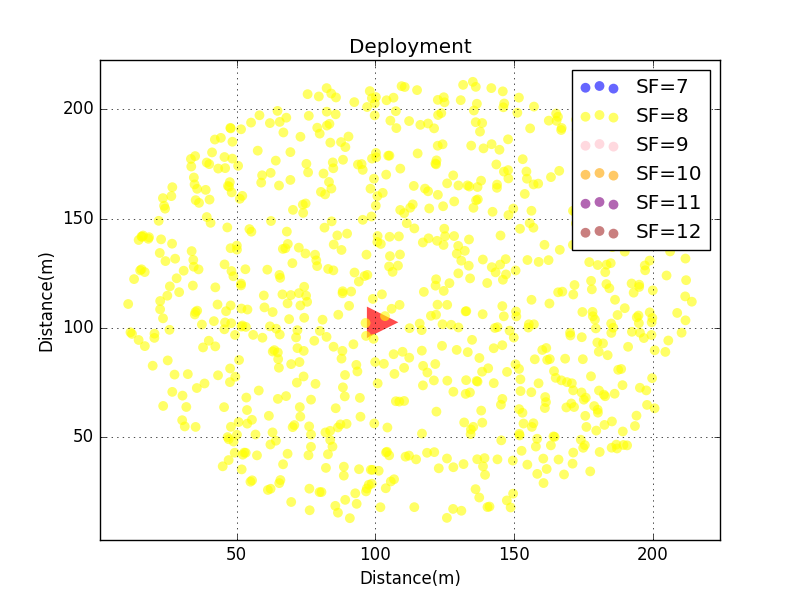 Deployment
SF=7
SF=8
SF=9
SF=10
SF=11
SF=12
200
150
100
50
Distance(m)
50
100
150
200
Distance(m)